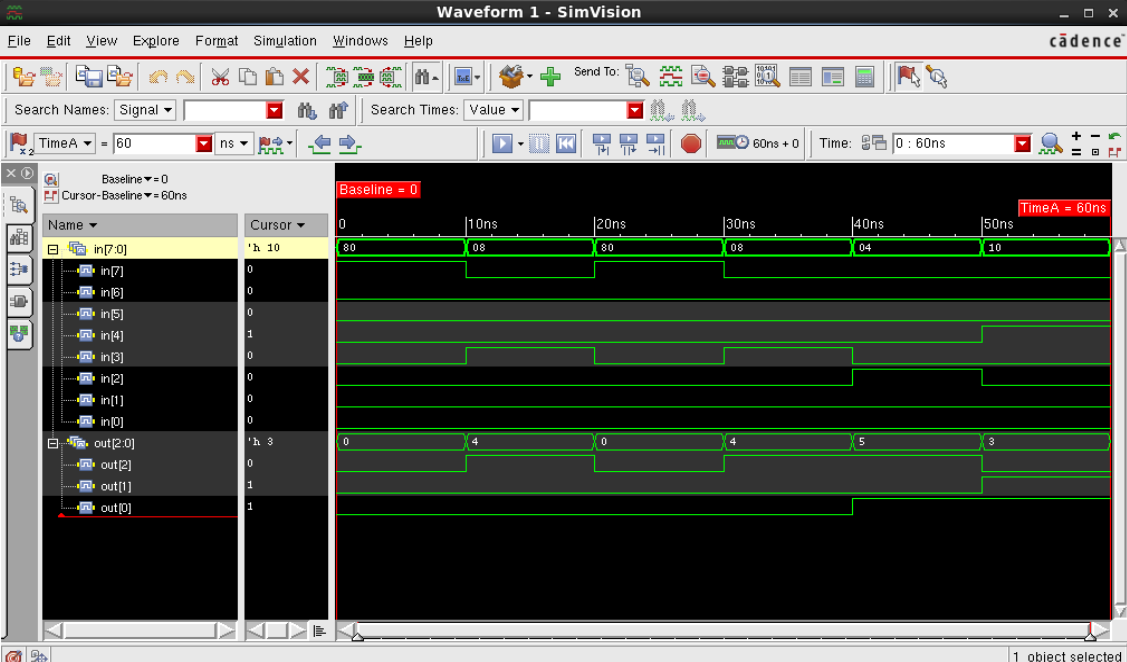 Waveform 1 - SimVision
File Edit View Explore Format Simulation Windows Help
cādence
Send To:
Search Names: Signal Search Times: Value
x2 TimeA = 60 ns 60ns + 0 Time: 0 : 60ns
Baseline = 0
Cursor-Baseline = 60ns
Baseline = 0
TimeA = 60ns
Name Cursor 0 10ns 20ns 30ns 40ns 50ns
in[7:0] 'h 10 80 08 80 08 04 10
in[7] 0
in[6] 0
in[5] 0
in[4] 1
in[3] 0
in[2] 0
in[1] 0
in[0] 0
out[2:0] 'h 3 0 4 0 4 5 3
out[2] 0
out[1] 1
out[0] 1
1 object selected